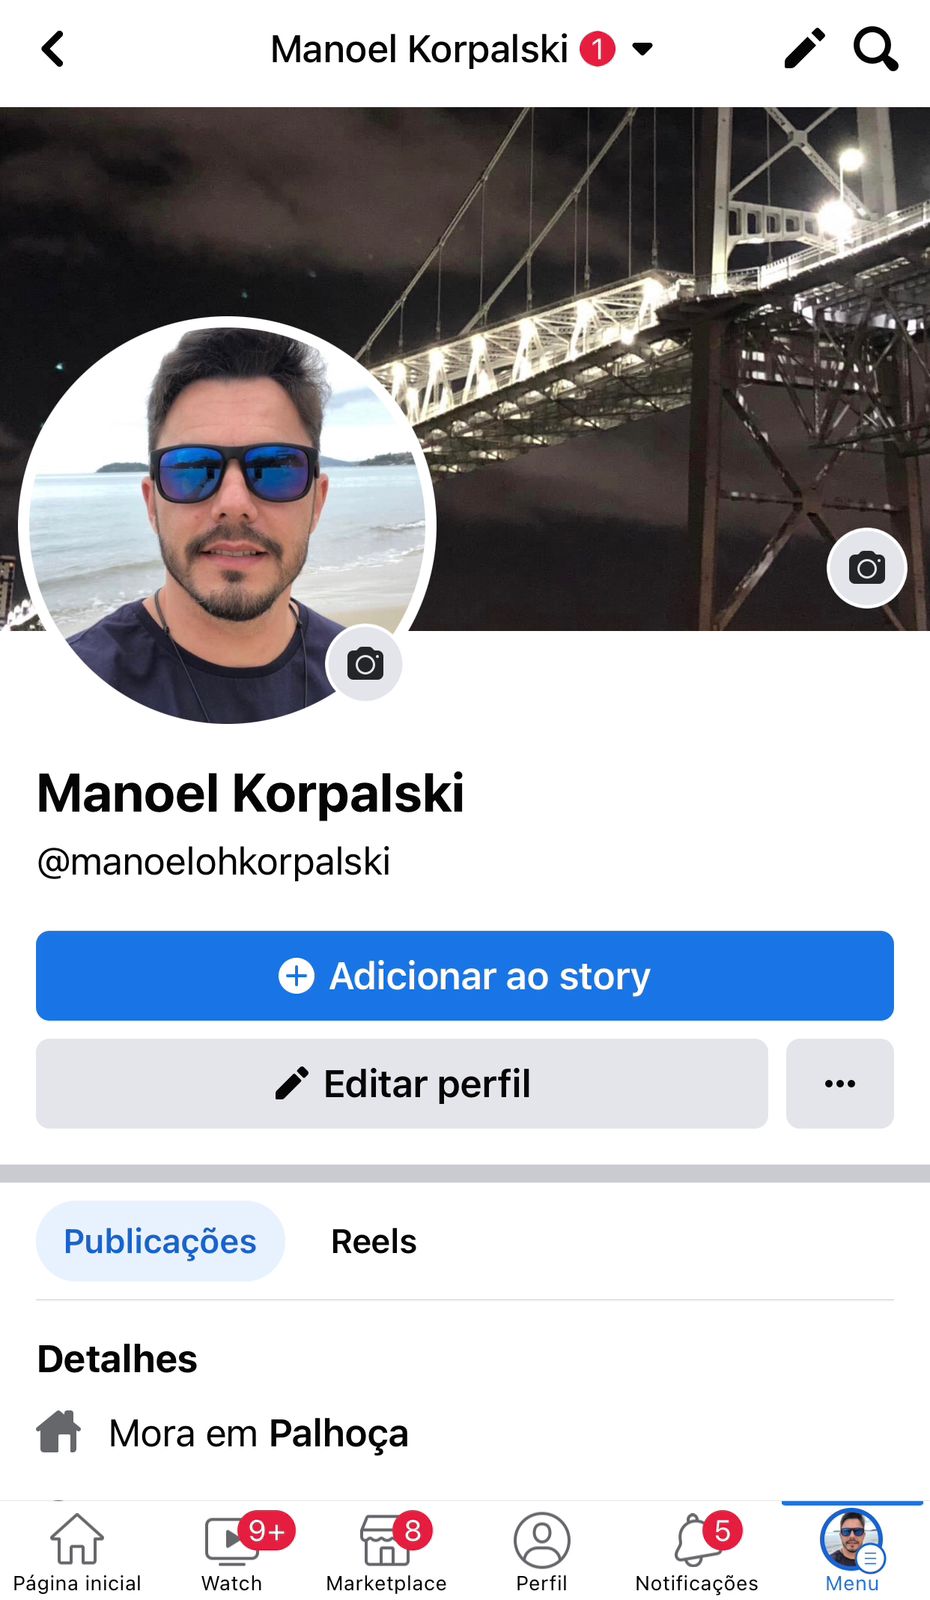 Manoel Korpalski 1
Manoel Korpalski
@manoelohkorpalski
Adicionar ao story
Editar perfil
Publicações Reels
Detalhes
Mora em Palhoça
9+ 8 5
Página inicial Watch Marketplace Perfil Notificações Menu